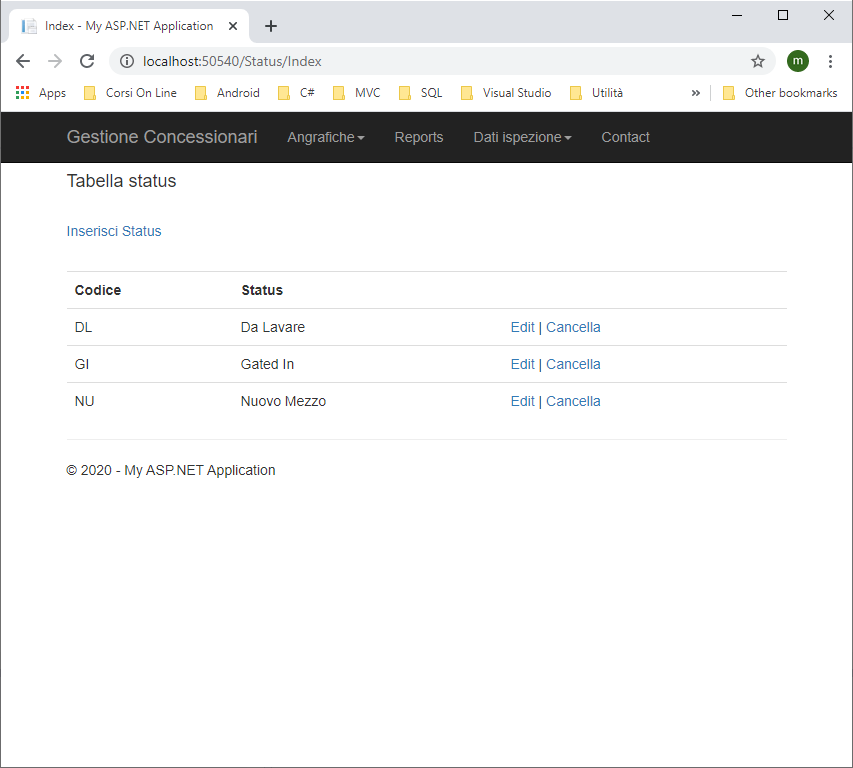 Index - My ASP.NET Application
localhost:50540/Status/Index
m
Apps Corsi On Line Android C# MVC SQL Visual Studio Utilità » Other bookmarks
Gestione Concessionari Angrafiche Reports Dati ispezione Contact
Tabella status
Inserisci Status
Codice Status
DL Da Lavare Edit | Cancella
GI Gated In Edit | Cancella
NU Nuovo Mezzo Edit | Cancella
© 2020 - My ASP.NET Application